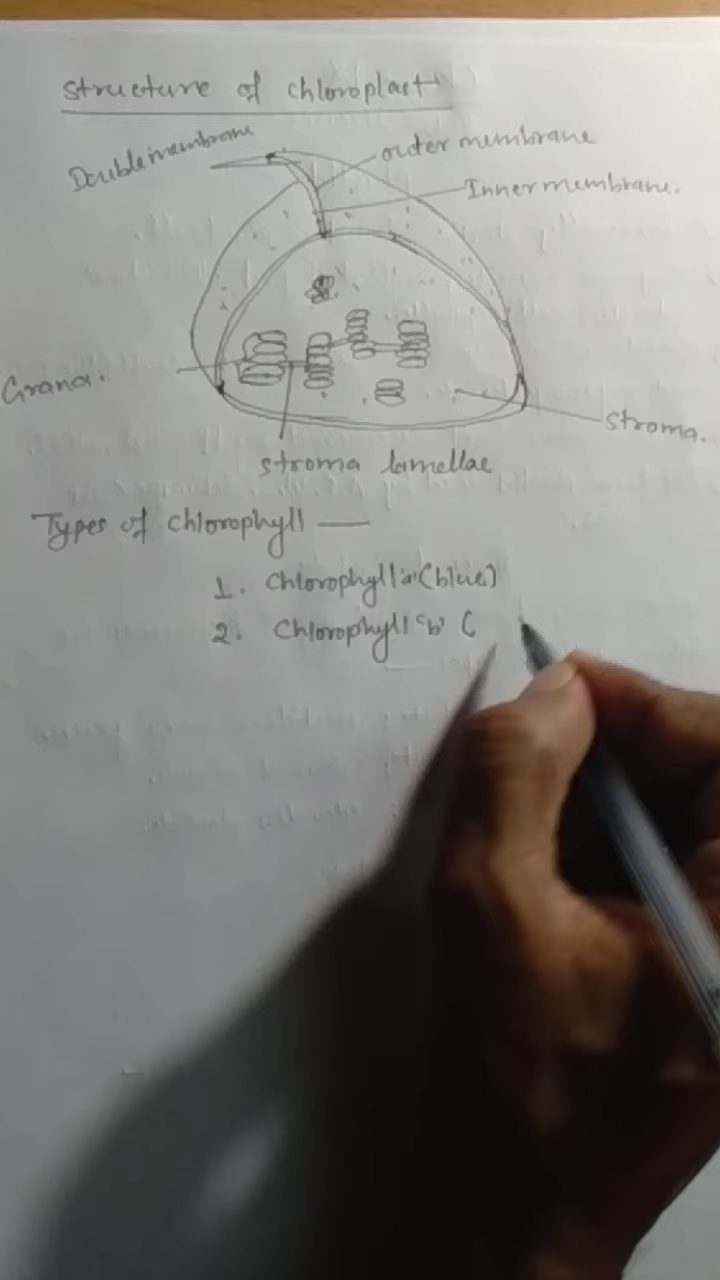 Structure of chloroplast
Double membrane
outer membrane
Inner membrane.
Grana.
stroma.
stroma lamellae
Types of chlorophyll —
1. Chlorophyll 'a' (blue)
2. Chlorophyll 'b' (